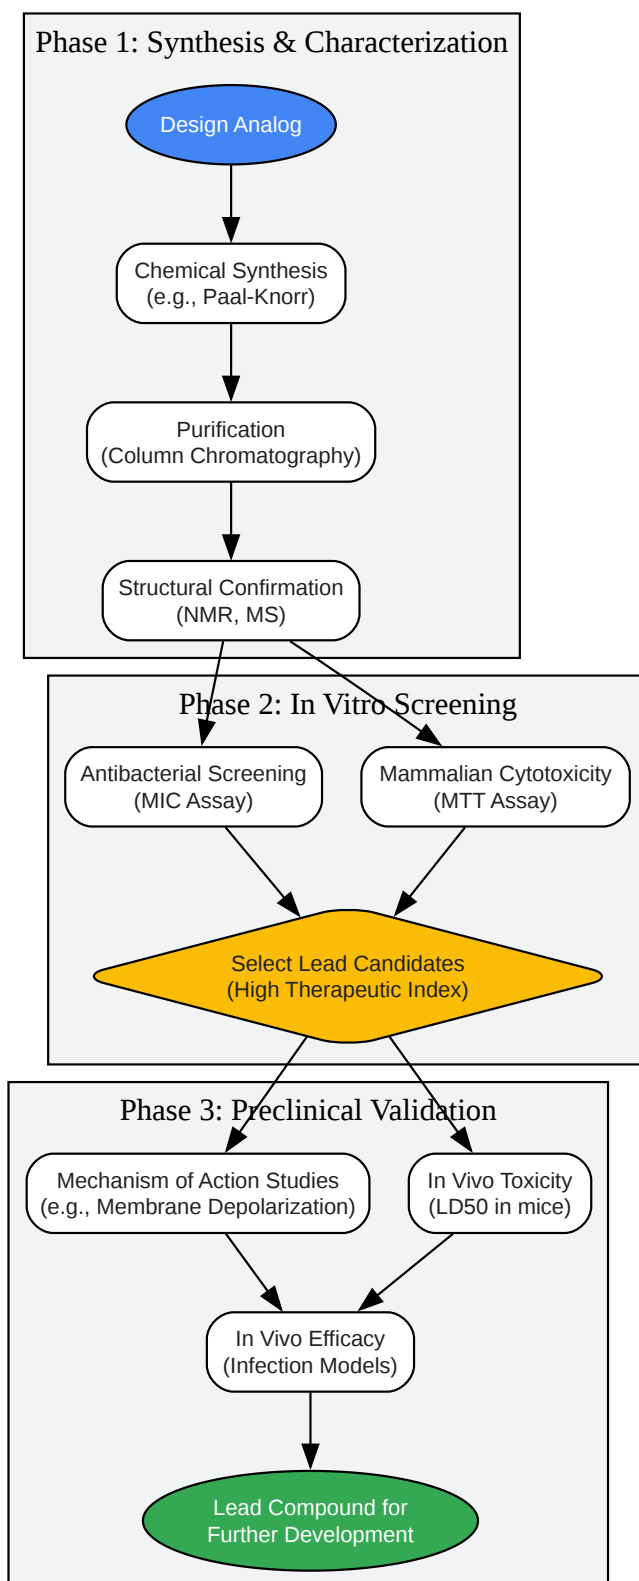 Phase 1: Synthesis & Characterization
Design Analog
Chemical Synthesis
(e.g., Paal-Knorr)
Purification
(Column Chromatography)
Structural Confirmation
(NMR, MS)
Phase 2: In Vitro Screening
Antibacterial Screening
(MIC Assay)
Mammalian Cytotoxicity
(MTT Assay)
Select Lead Candidates
(High Therapeutic Index)
Phase 3: Preclinical Validation
Mechanism of Action Studies
(e.g., Membrane Depolarization)
In Vivo Toxicity
(LD50 in mice)
In Vivo Efficacy
(Infection Models)
Lead Compound for
Further Development